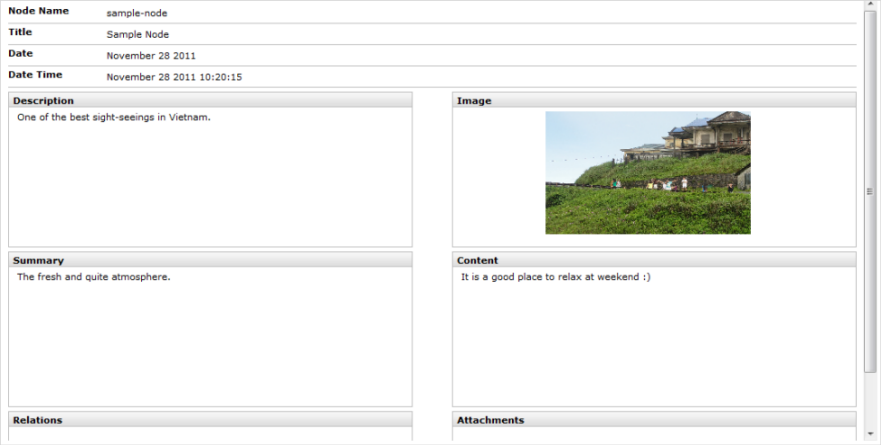 Node Name sample-node
Title Sample Node
Date November 28 2011
Date Time November 28 2011 10:20:15
Description
One of the best sight-seeings in Vietnam.
Image
Summary
The fresh and quite atmosphere.
Content
It is a good place to relax at weekend :)
Relations
Attachments